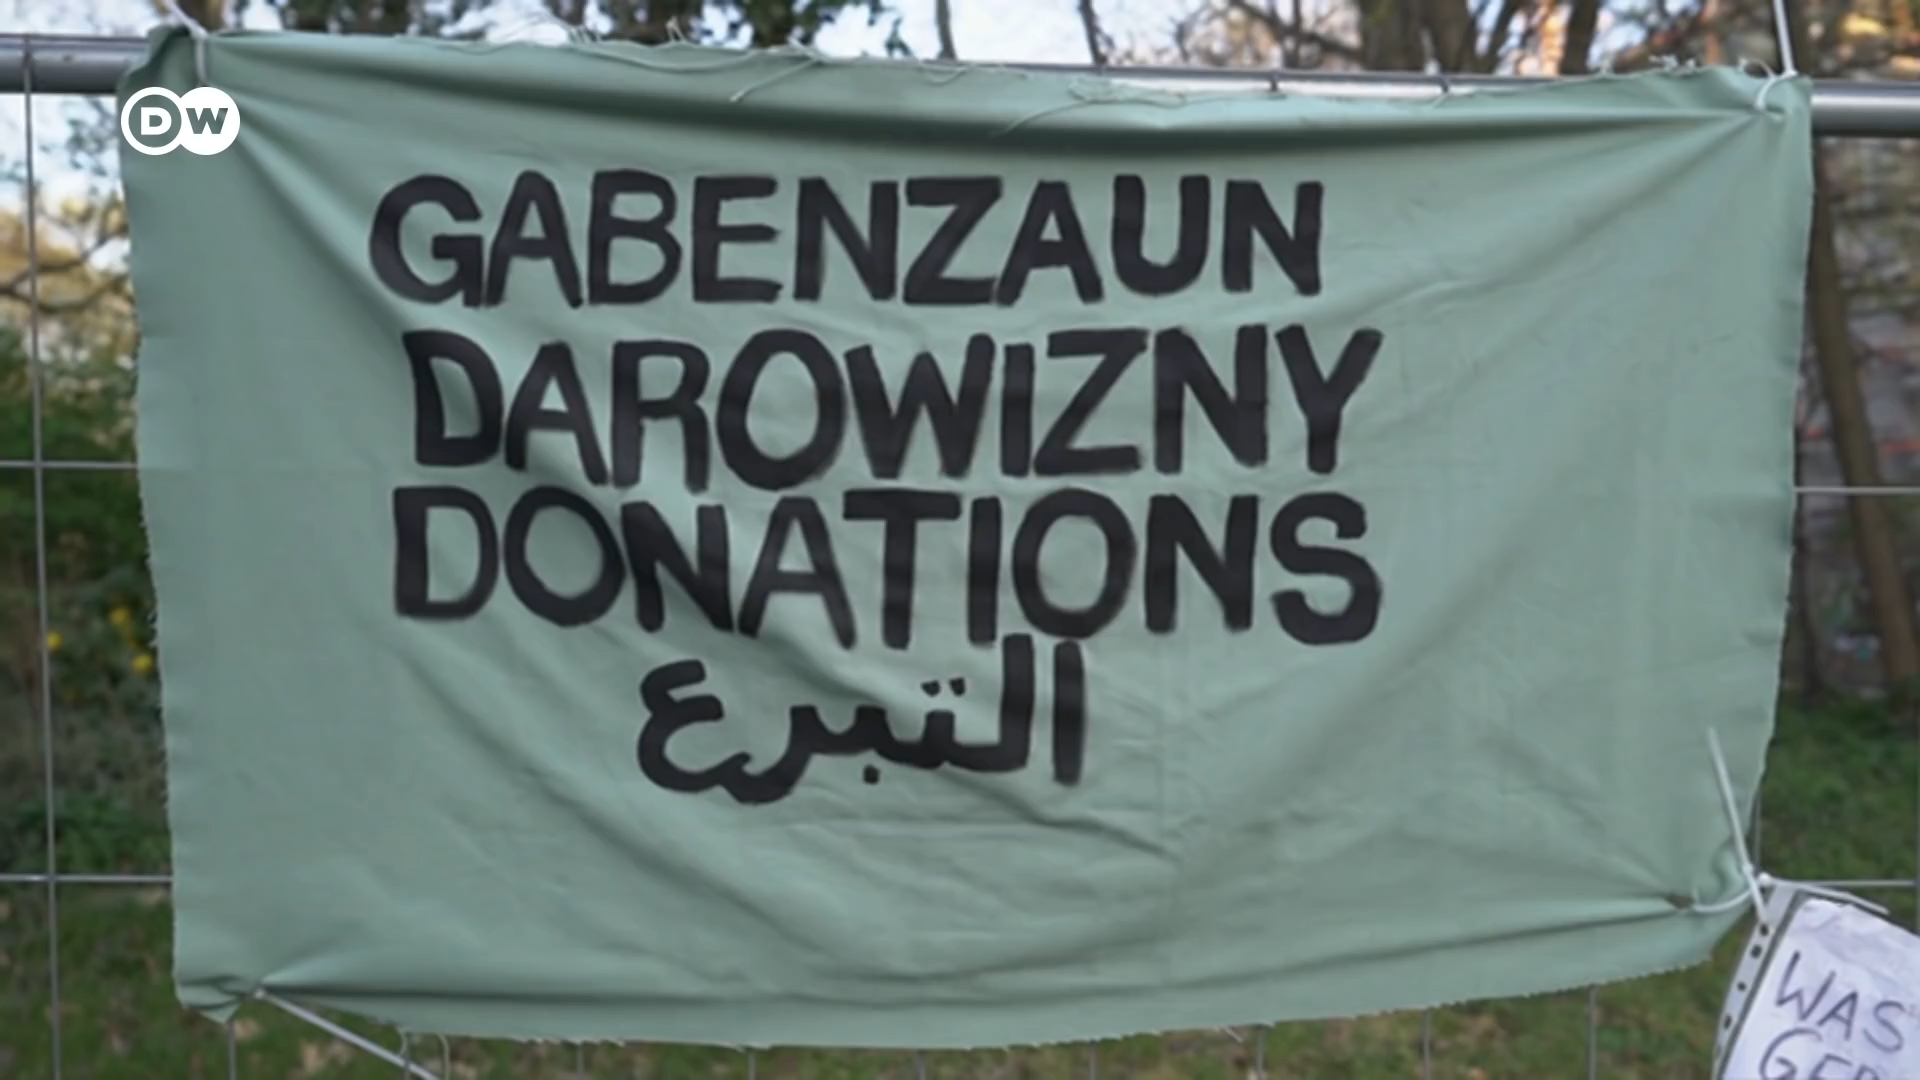 DW
GABENZAUN
DAROWIZNY
DONATIONS
التبرع
WAS